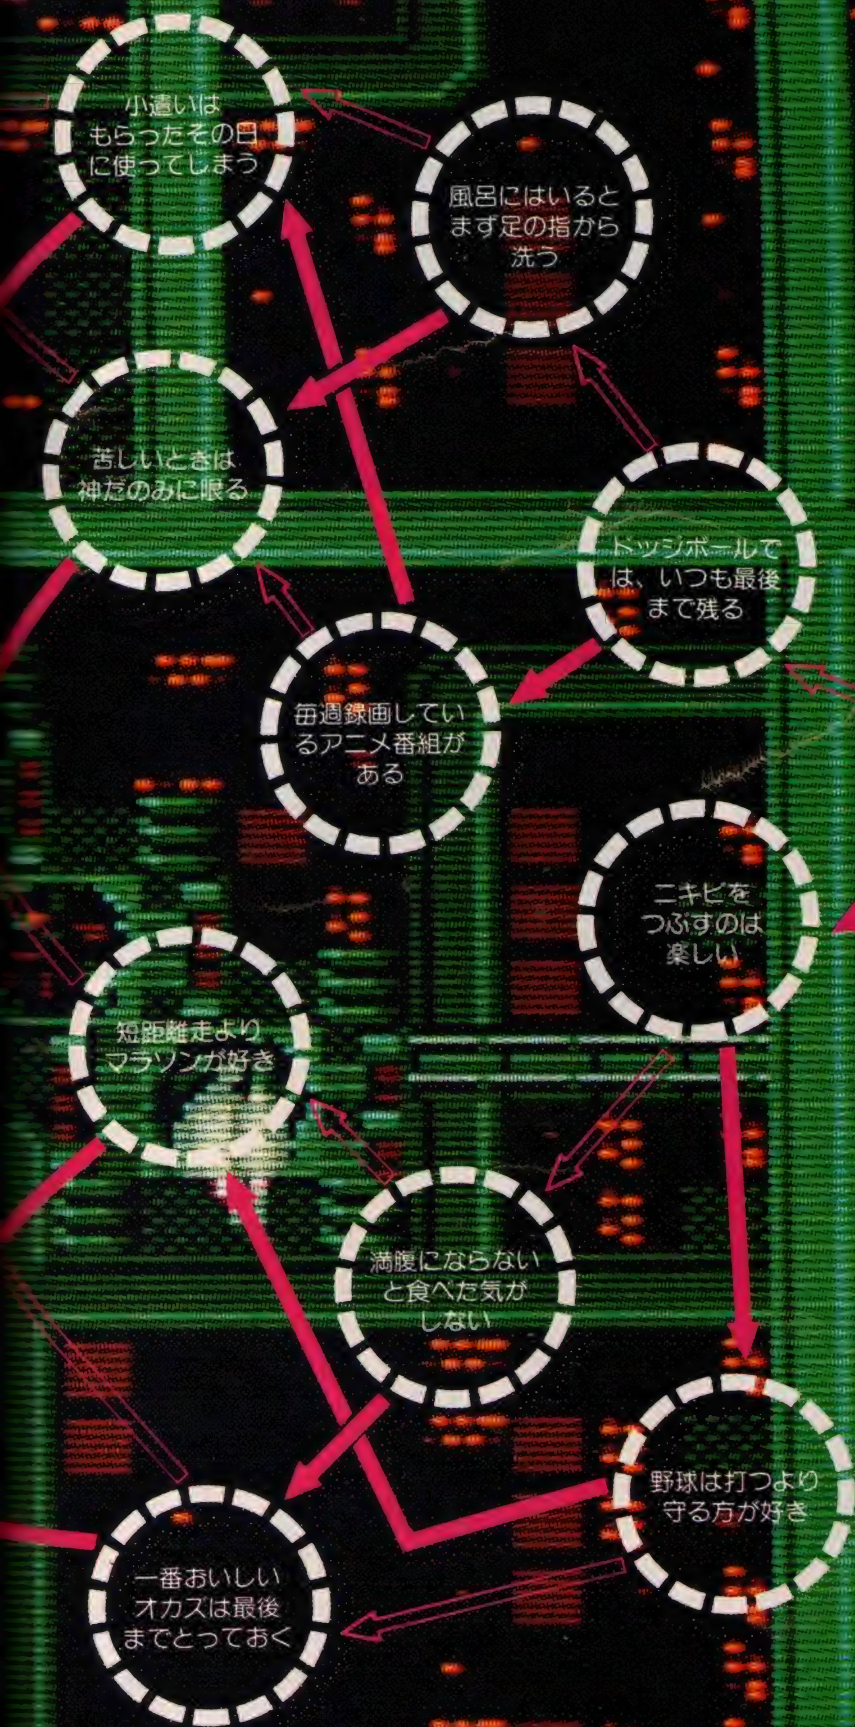 小遣いは
もらったその日
に使ってしまう
風呂にはいると
まず足の指から
洗う
苦しいときは
神だのみに限る
ドッジボールで
は、いつも最後
まで残る
毎週録画してい
るアニメ番組が
ある
ニキビを
つぶすのは
楽しい
短距離走より
マラソンが好き
満腹にならない
と食べた気が
しない
野球は打つより
守る方が好き
一番おいしい
オカズは最後
までとっておく